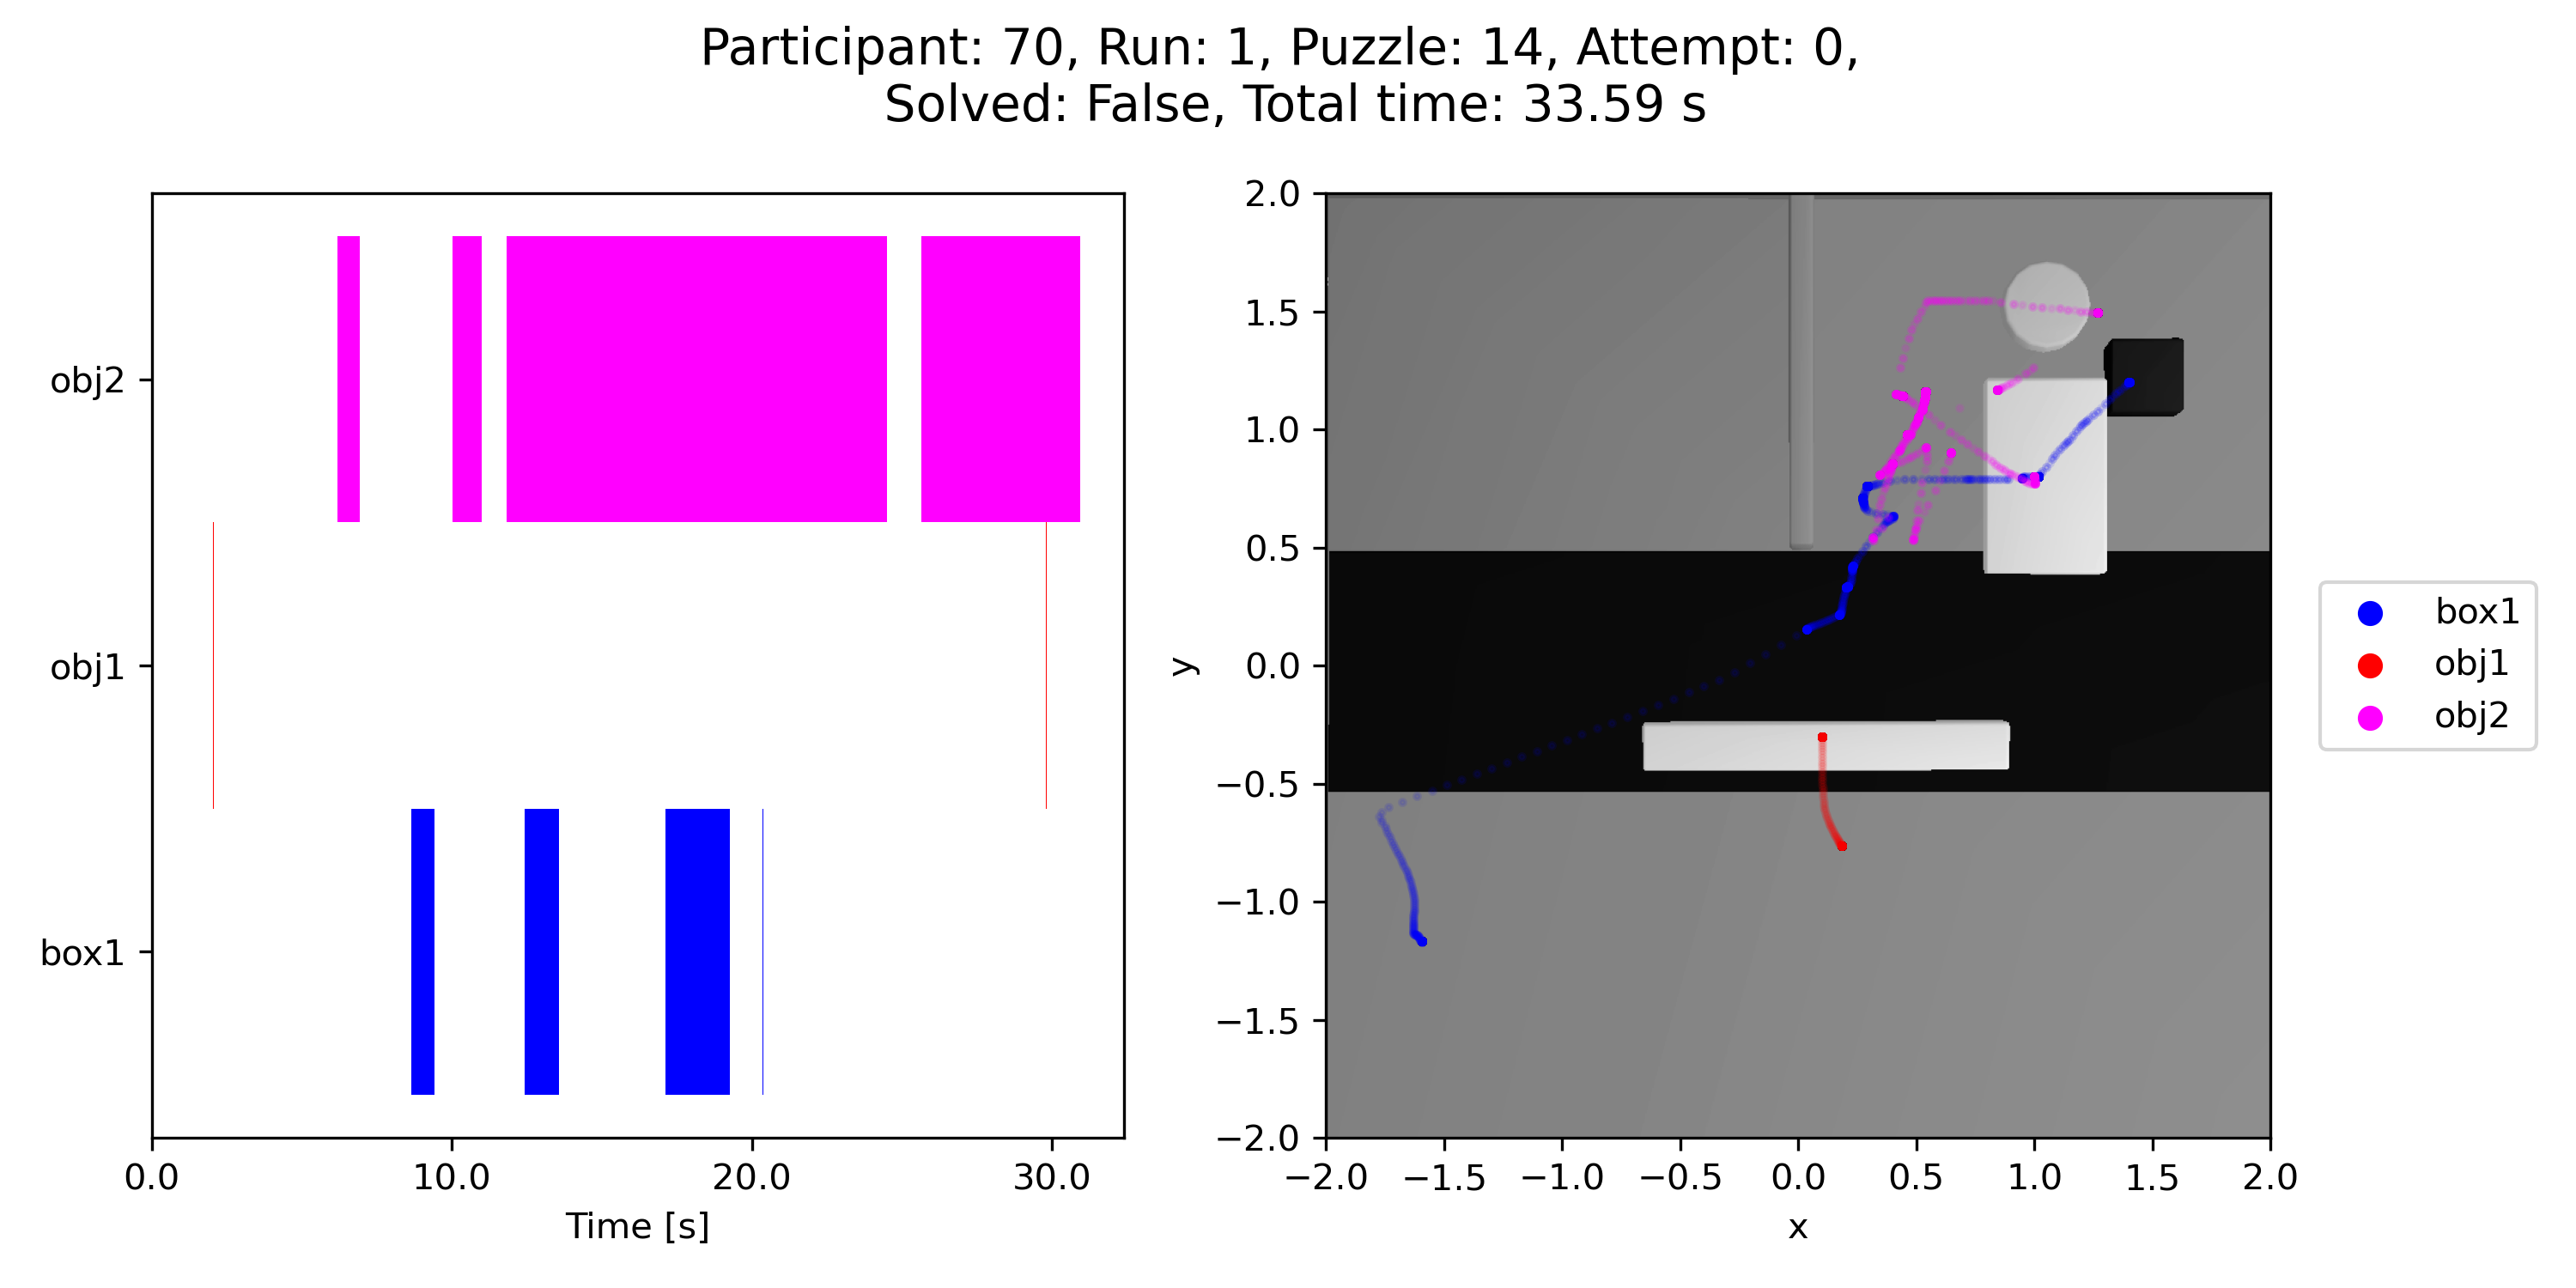 Participant: 70, Run: 1, Puzzle: 14, Attempt: 0,
Solved: False, Total time: 33.59 s
obj2
obj1
box1
0.0 10.0 20.0 30.0
Time [s]
2.0
1.5
1.0
0.5
0.0
−0.5
−1.0
−1.5
−2.0
y
−2.0 −1.5 −1.0 −0.5 0.0 0.5 1.0 1.5 2.0
x
box1
obj1
obj2